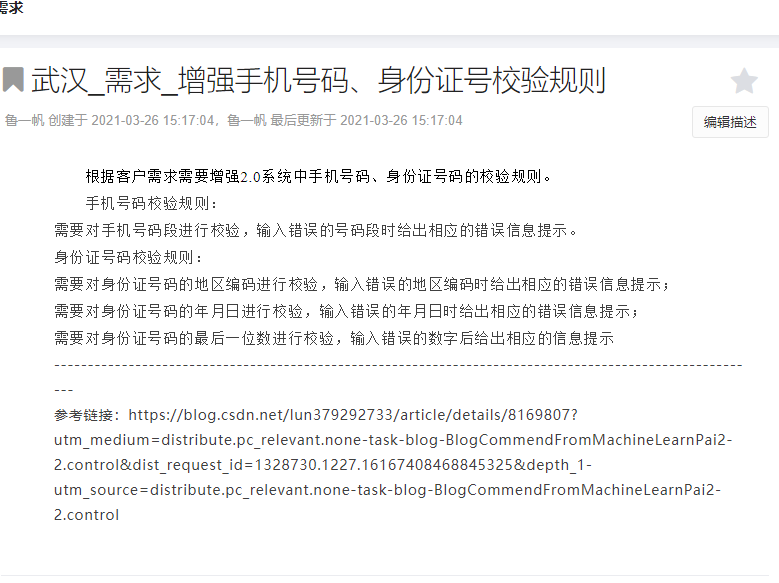 需求
武汉_需求_增强手机号码、身份证号校验规则
鲁一帆 创建于 2021-03-26 15:17:04，鲁一帆 最后更新于 2021-03-26 15:17:04
编辑描述
根据客户需求需要增强2.0系统中手机号码、身份证号码的校验规则。
手机号码校验规则：
需要对手机号码段进行校验，输入错误的号码段时给出相应的错误信息提示。
身份证号码校验规则：
需要对身份证号码的地区编码进行校验，输入错误的地区编码时给出相应的错误信息提示；
需要对身份证号码的年月日进行校验，输入错误的年月日时给出相应的错误信息提示；
需要对身份证号码的最后一位数进行校验，输入错误的数字后给出相应的信息提示
--------------------------------------------------------------------------------
---
参考链接：https://blog.csdn.net/lun379292733/article/details/8169807?
utm_medium=distribute.pc_relevant.none-task-blog-BlogCommendFromMachineLearnPai2-
2.control&dist_request_id=1328730.1227.16167408468845325&depth_1-
utm_source=distribute.pc_relevant.none-task-blog-BlogCommendFromMachineLearnPai2-
2.control